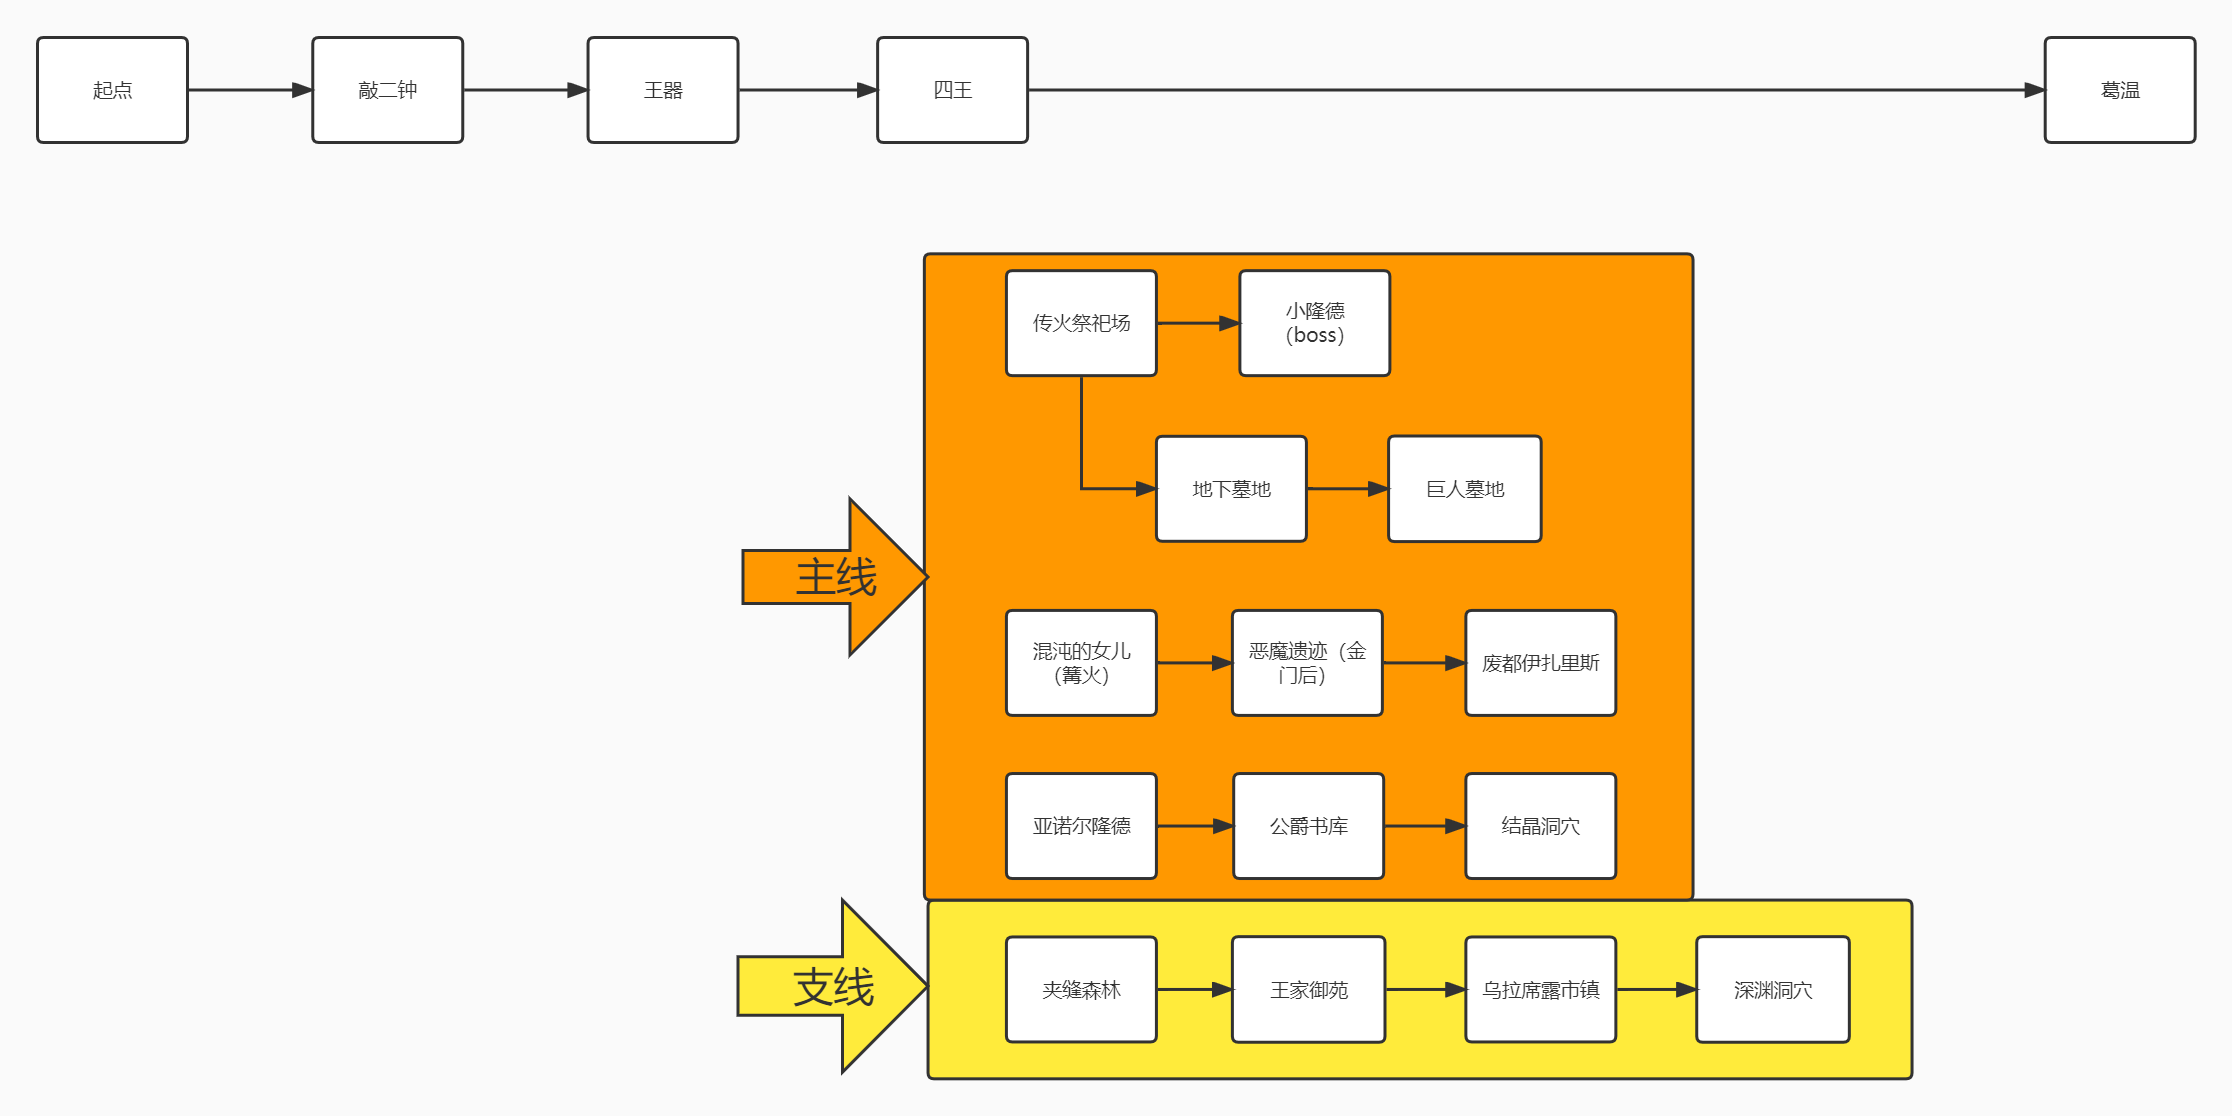 起点
敲二钟
王器
四王
葛温
传火祭祀场
小隆德
（boss）
地下墓地
巨人墓地
主线
混沌的女儿
（篝火）
恶魔遗迹（金
门后）
废都伊扎里斯
亚诺尔隆德
公爵书库
结晶洞穴
支线
夹缝森林
王家御苑
乌拉席露市镇
深渊洞穴